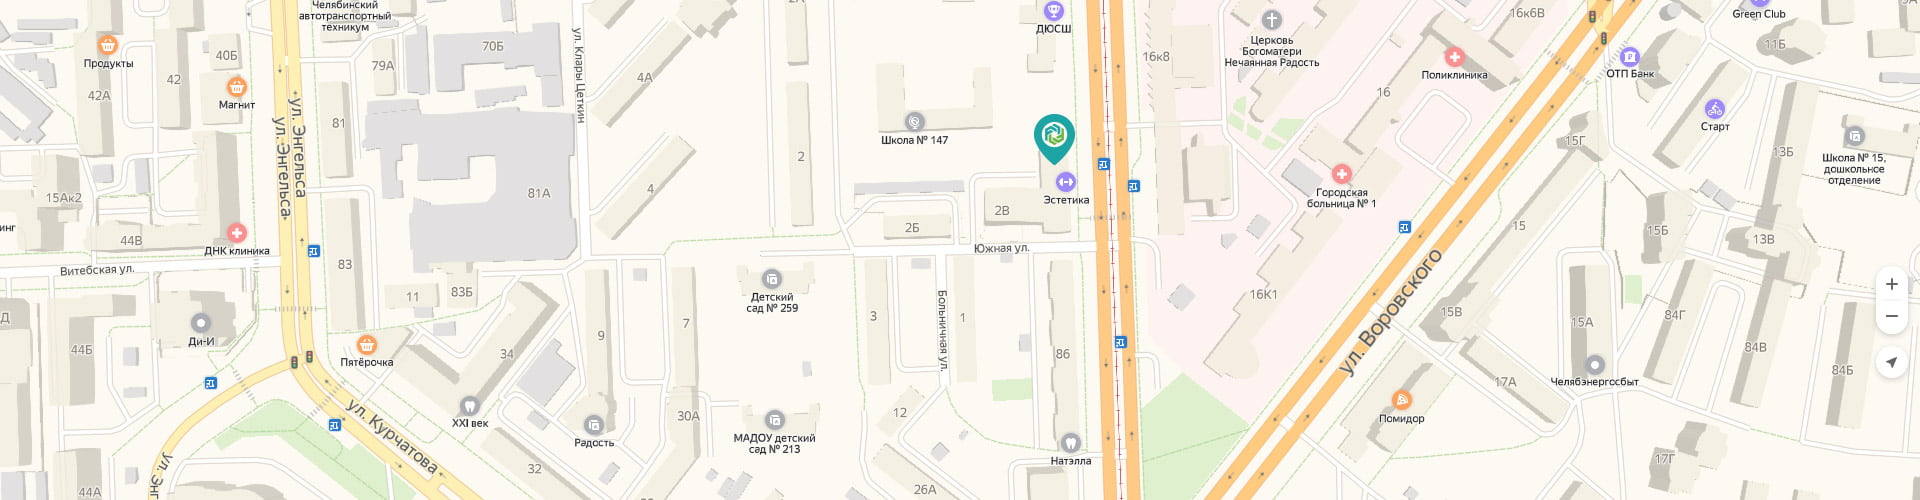 Челябинский
автотранспортный
техникум
Продукты
42А
42
40Б
Магнит
79А
70Б
81
ул. Энгельса
ул. Энгельса
ул. Клары Цеткин
4А
2А
2
4
81А
15Ак2
44В
ДНК клиника
Витебская ул.
83
11
83Б
Ди-И
44Б
44А
Пятёрочка
34
9
7
XXI век
Радость
30А
32
ул. Курчатова
Детский
сад № 259
МАДОУ детский
сад № 213
Школа № 147
ДЮСШ
Эстетика
2В
2Б
Южная ул.
3
Больничная ул.
1
12
26А
86
Натэлла
16к8
Церковь
Богоматери
Нечаянная Радость
16к6В
Поликлиника
16
Городская
больница № 1
16К1
ул. Воровского
ОТП Банк
Green Club
11Б
Старт
15Г
13Б
Школа № 15,
дошкольное
отделение
15
15Б
13В
15В
15А
84Г
84В
84Б
Челябэнергосбыт
17А
Помидор
17Г